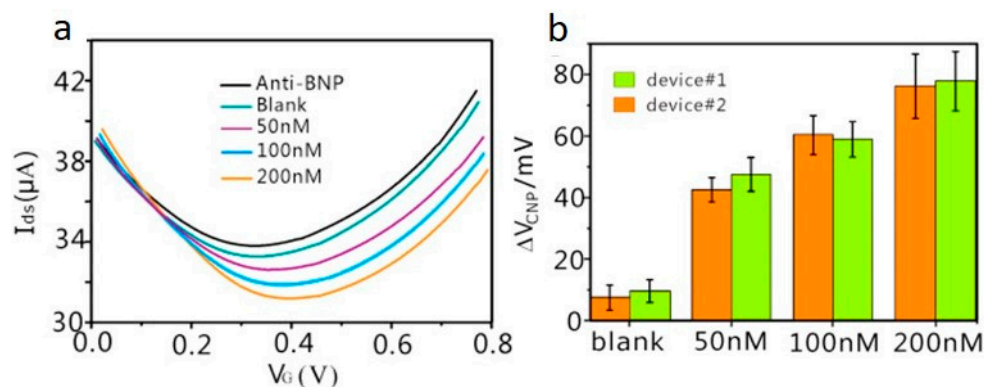 a
42
38
34
30
Ids(μA)
Anti-BNP
Blank
50nM
100nM
200nM
0.0 0.2 0.4 0.6 0.8
VG (V)
b
80
60
40
20
0
ΔVCNP/mV
device#1
device#2
blank 50nM 100nM 200nM